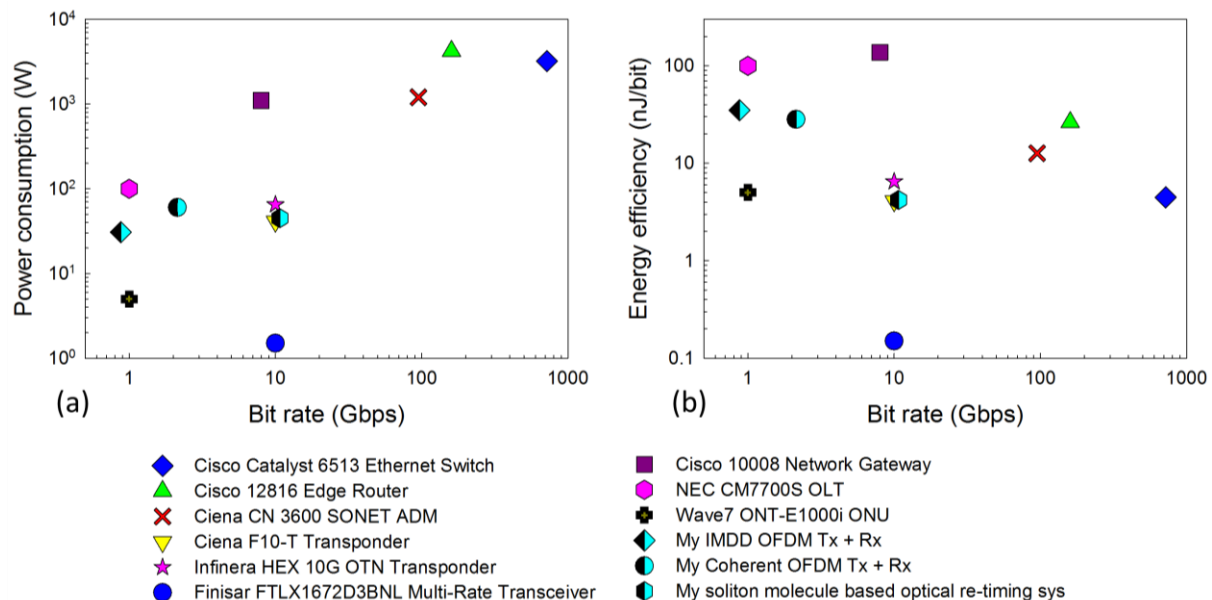 10⁴
10³
10²
10¹
10⁰
Power consumption (W)
1 10 100 1000
Bit rate (Gbps)
(a)
100
10
1
0.1
Energy efficiency (nJ/bit)
1 10 100 1000
Bit rate (Gbps)
(b)
Cisco Catalyst 6513 Ethernet Switch
Cisco 12816 Edge Router
Ciena CN 3600 SONET ADM
Ciena F10-T Transponder
Infinera HEX 10G OTN Transponder
Finisar FTLX1672D3BNL Multi-Rate Transceiver
Cisco 10008 Network Gateway
NEC CM7700S OLT
Wave7 ONT-E1000i ONU
My IMDD OFDM Tx + Rx
My Coherent OFDM Tx + Rx
My soliton molecule based optical re-timing sys